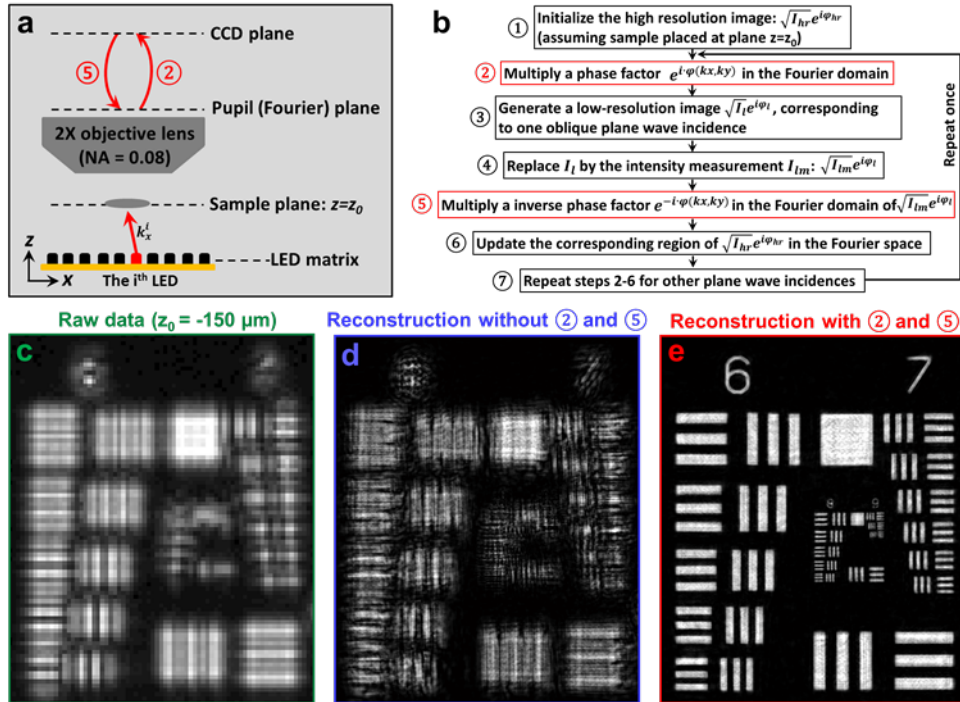 a
CCD plane
⑤ ②
Pupil (Fourier) plane
2X objective lens
(NA = 0.08)
Sample plane: z=z₀
kₓⁱ
z
x
LED matrix
The iᵗʰ LED
b
① Initialize the high resolution image: √I_hr e^{iφ_hr}
(assuming sample placed at plane z=z₀)
② Multiply a phase factor e^{i·φ(kx,ky)} in the Fourier domain
③ Generate a low-resolution image √I_l e^{iφ_l}, corresponding
to one oblique plane wave incidence
④ Replace I_l by the intensity measurement I_lm: √I_lm e^{iφ_l}
⑤ Multiply a inverse phase factor e^{-i·φ(kx,ky)} in the Fourier domain of √I_lm e^{iφ_l}
⑥ Update the corresponding region of √I_hr e^{iφ_hr} in the Fourier space
⑦ Repeat steps 2-6 for other plane wave incidences
Repeat once
Raw data (z₀ = -150 µm)
c
Reconstruction without ② and ⑤
d
Reconstruction with ② and ⑤
e
6 7